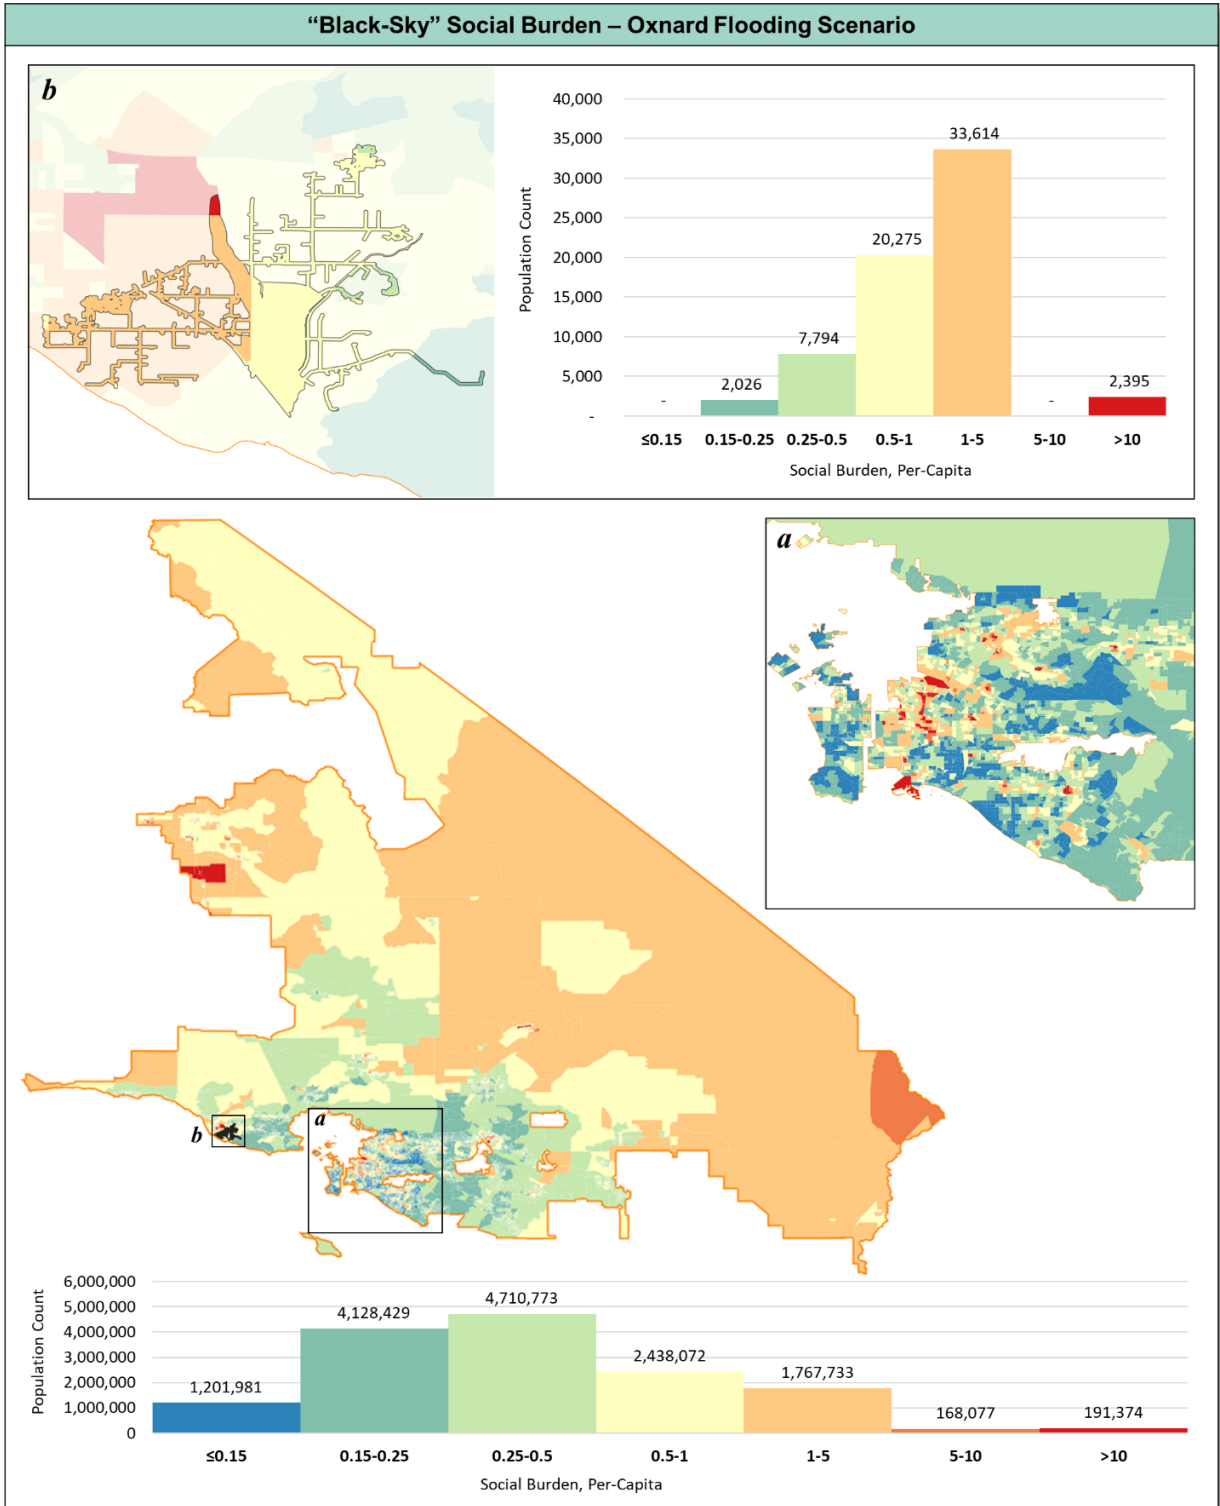 “Black-Sky” Social Burden – Oxnard Flooding Scenario
b
Population Count
40,000
35,000
30,000
25,000
20,000
15,000
10,000
5,000
-
-
2,026
7,794
20,275
33,614
-
2,395
≤0.15 0.15-0.25 0.25-0.5 0.5-1 1-5 5-10 >10
Social Burden, Per-Capita
a
b
a
Population Count
6,000,000
5,000,000
4,000,000
3,000,000
2,000,000
1,000,000
0
1,201,981
4,128,429
4,710,773
2,438,072
1,767,733
168,077
191,374
≤0.15 0.15-0.25 0.25-0.5 0.5-1 1-5 5-10 >10
Social Burden, Per-Capita